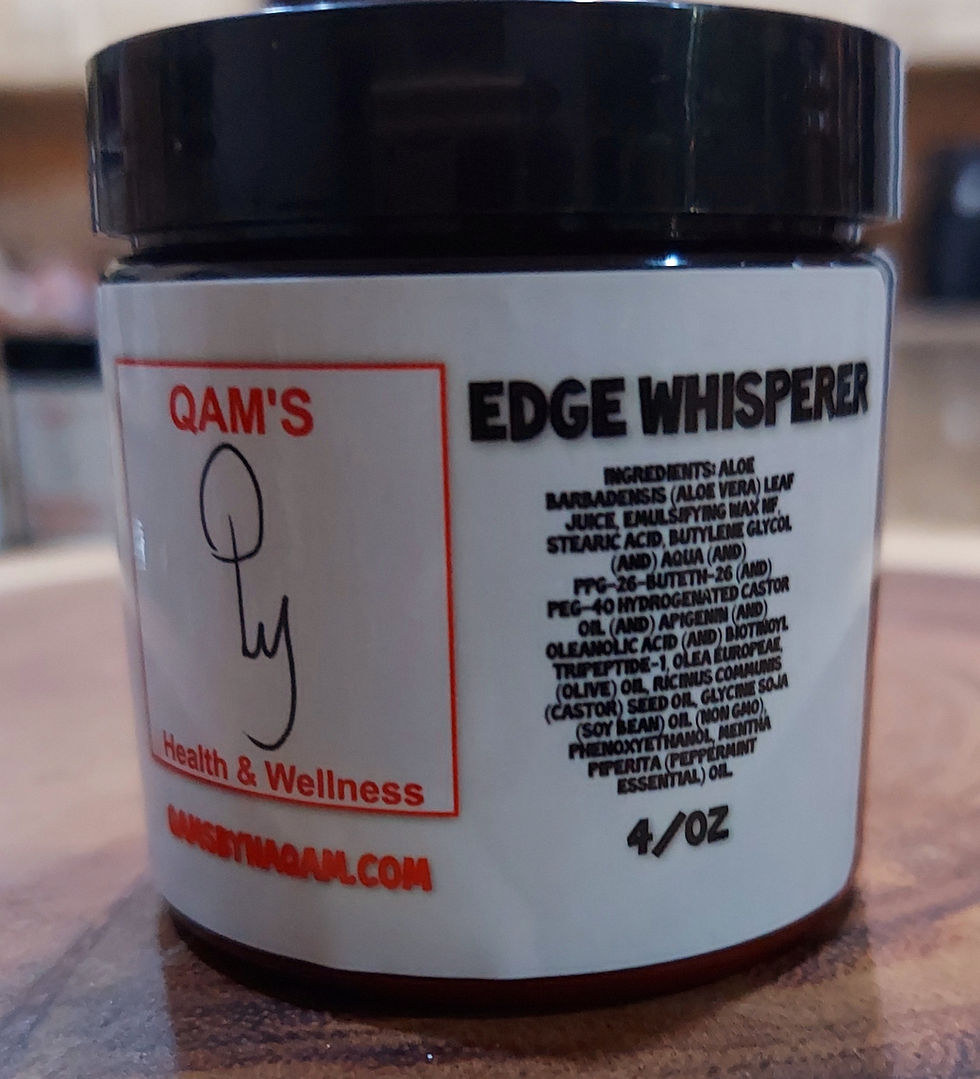 QAM'S
Health & Wellness
QAMSBYNAQAM.COM
EDGE WHISPERER
INGREDIENTS: ALOE
BARBADENSIS (ALOE VERA) LEAF
JUICE, EMULSIFYING WAX NF,
STEARIC ACID, BUTYLENE GLYCOL
(AND) AQUA (AND)
PPG-26-BUTETH-26 (AND)
PEG-40 HYDROGENATED CASTOR
OIL (AND) APIGENIN (AND)
OLEANOLIC ACID (AND) BIOTINOYL
TRIPEPTIDE-1, OLEA EUROPEAE,
(OLIVE) OIL, RICINUS COMMUNIS
(CASTOR) SEED OIL, GLYCINE SOJA
(SOY BEAN) OIL (NON GMO),
PHENOXYETHANOL, MENTHA
PIPERITA (PEPPERMINT
ESSENTIAL) OIL.
4/OZ